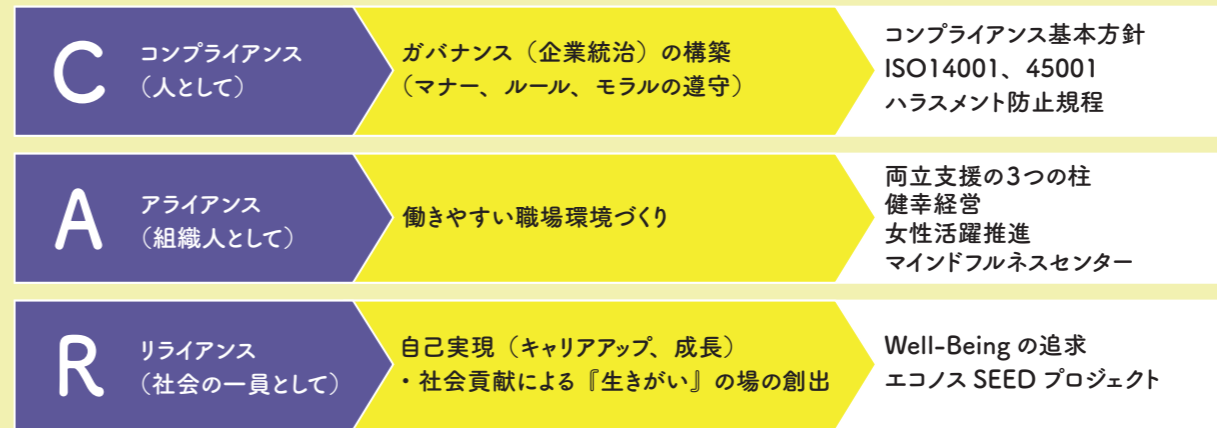 C
コンプライアンス
（人として）
ガバナンス（企業統治）の構築
（マナー、ルール、モラルの遵守）
コンプライアンス基本方針
ISO14001、45001
ハラスメント防止規程
A
アライアンス
（組織人として）
働きやすい職場環境づくり
両立支援の3つの柱
健幸経営
女性活躍推進
マインドフルネスセンター
R
リライアンス
（社会の一員として）
自己実現（キャリアアップ、成長）
・社会貢献による『生きがい』の場の創出
Well-Being の追求
エコノス SEED プロジェクト